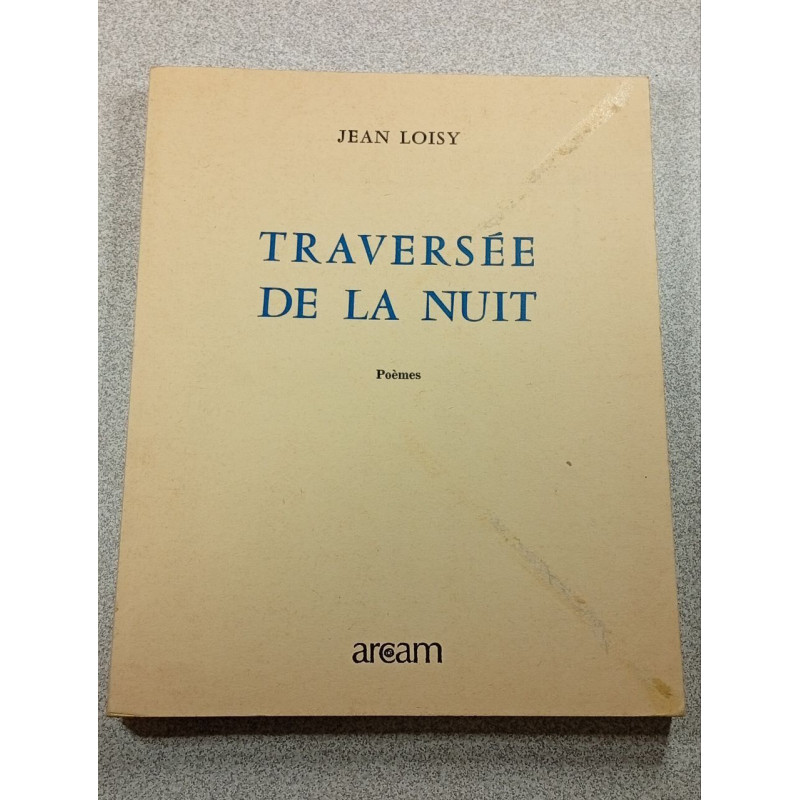 JEAN LOISY
TRAVERSÉE
DE LA NUIT
Poèmes
arcam